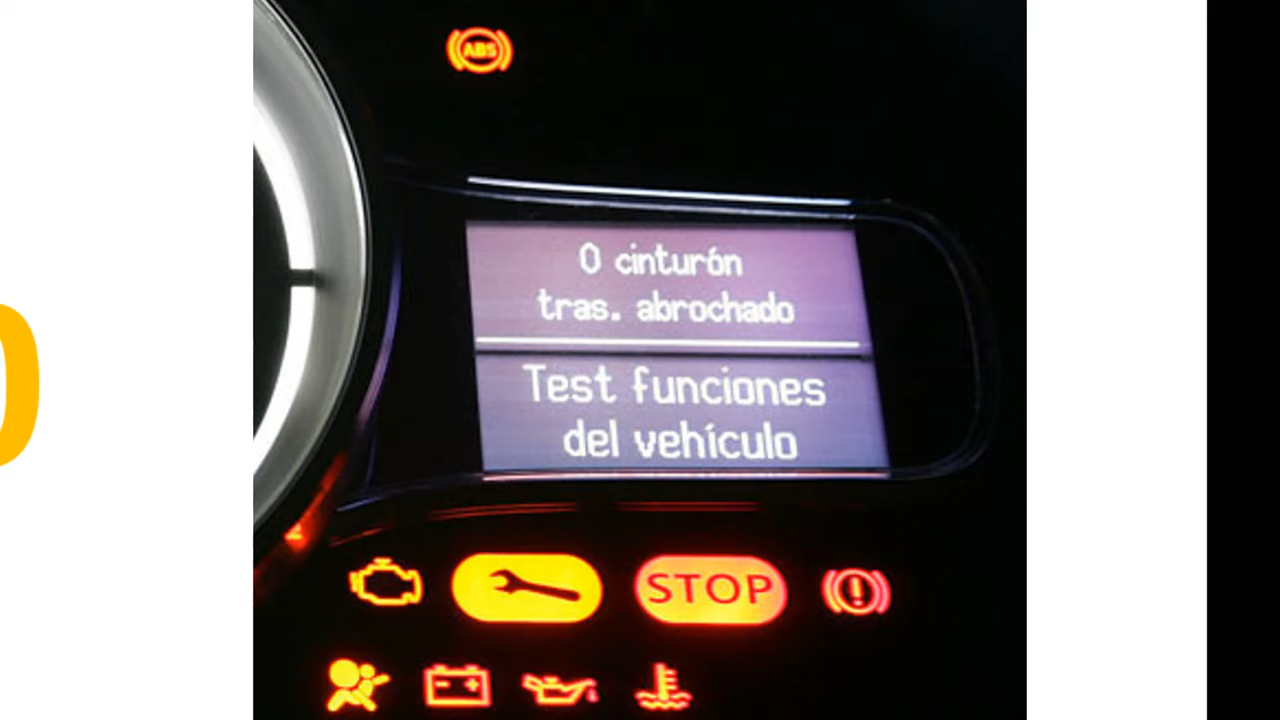 ABS
0 cinturón
tras. abrochado
Test funciones
del vehículo
STOP